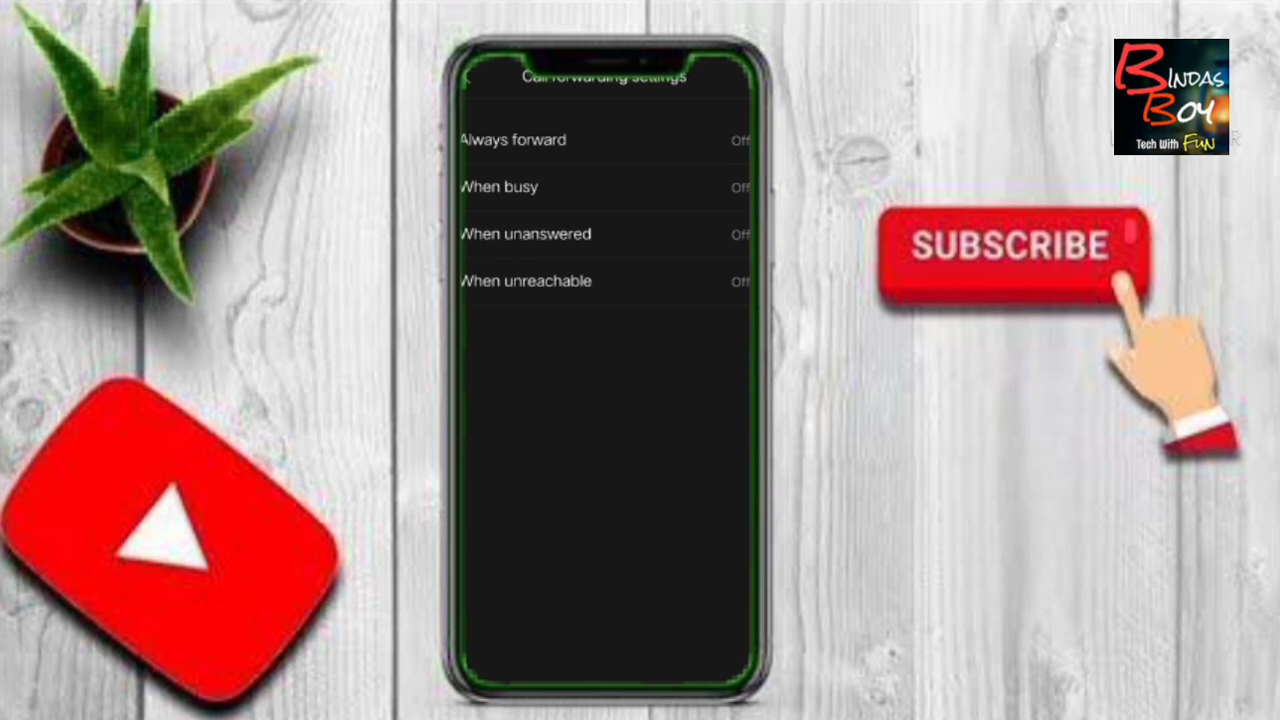 Call forwarding settings
Always forward Off
When busy Off
When unanswered Off
When unreachable Off
BINDAS
BOY
Tech With FUN
SUBSCRIBE